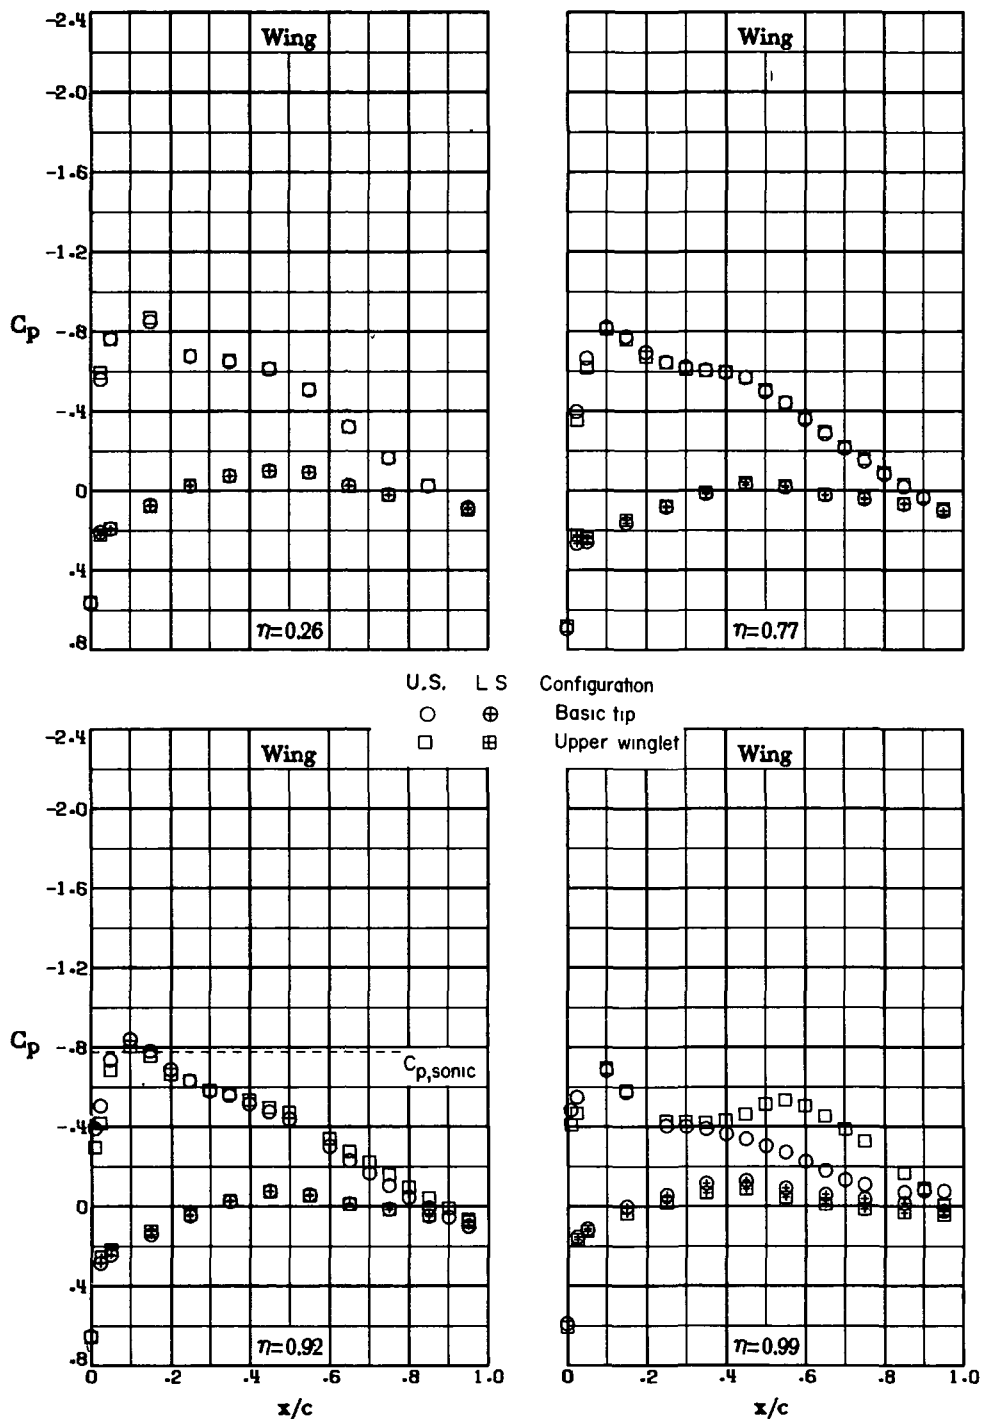 -2.4
Wing
Wing
-2.0
-1.6
-1.2
Cp
-.8
-.4
0
.4
.8
η=0.26
η=0.77
U.S. L S Configuration
Basic tip
Upper winglet
-2.4
Wing
Wing
-2.0
-1.6
-1.2
Cp
-.8
Cp,sonic
-.4
0
.4
.8
η=0.92
η=0.99
0 .2 .4 .6 .8 1.0
0 .2 .4 .6 .8 1.0
x/c
x/c